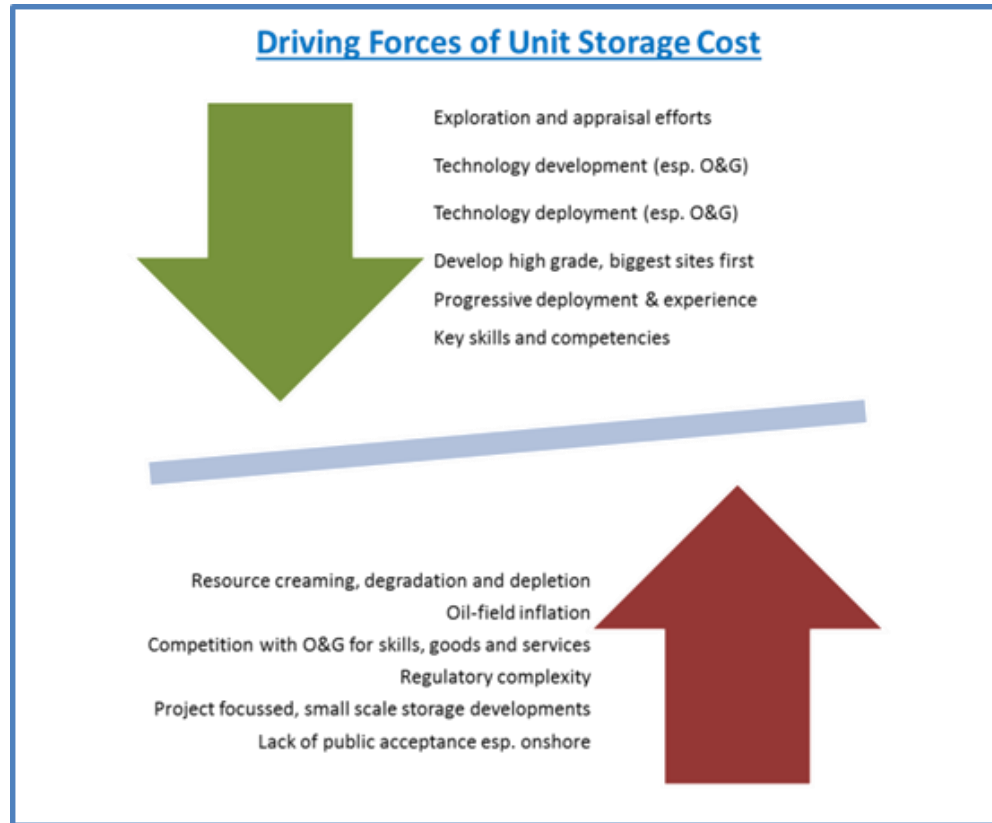 Driving Forces of Unit Storage Cost
Exploration and appraisal efforts
Technology development (esp. O&G)
Technology deployment (esp. O&G)
Develop high grade, biggest sites first
Progressive deployment & experience
Key skills and competencies
Resource creaming, degradation and depletion
Oil-field inflation
Competition with O&G for skills, goods and services
Regulatory complexity
Project focussed, small scale storage developments
Lack of public acceptance esp. onshore